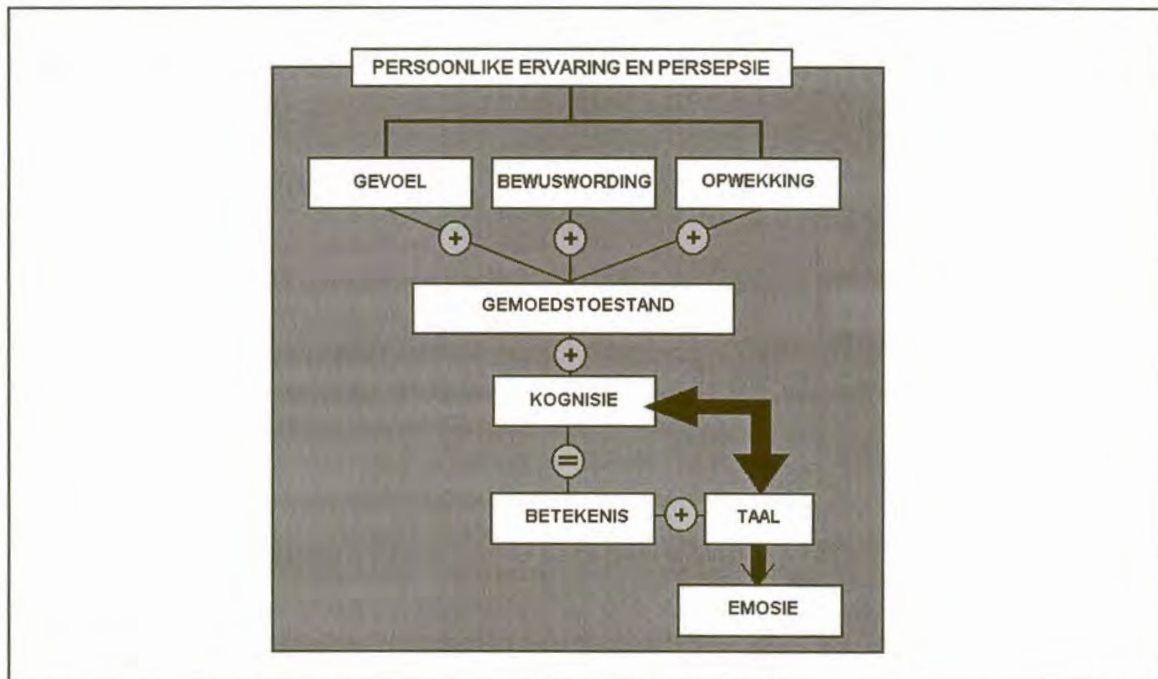 PERSOONLIKE ERVARING EN PERSEPSIE
GEVOEL
BEWUSWORDING
OPWEKKING
+
+
+
GEMOEDSTOESTAND
+
KOGNISIE
=
BETEKENIS
+
TAAL
EMOSIE